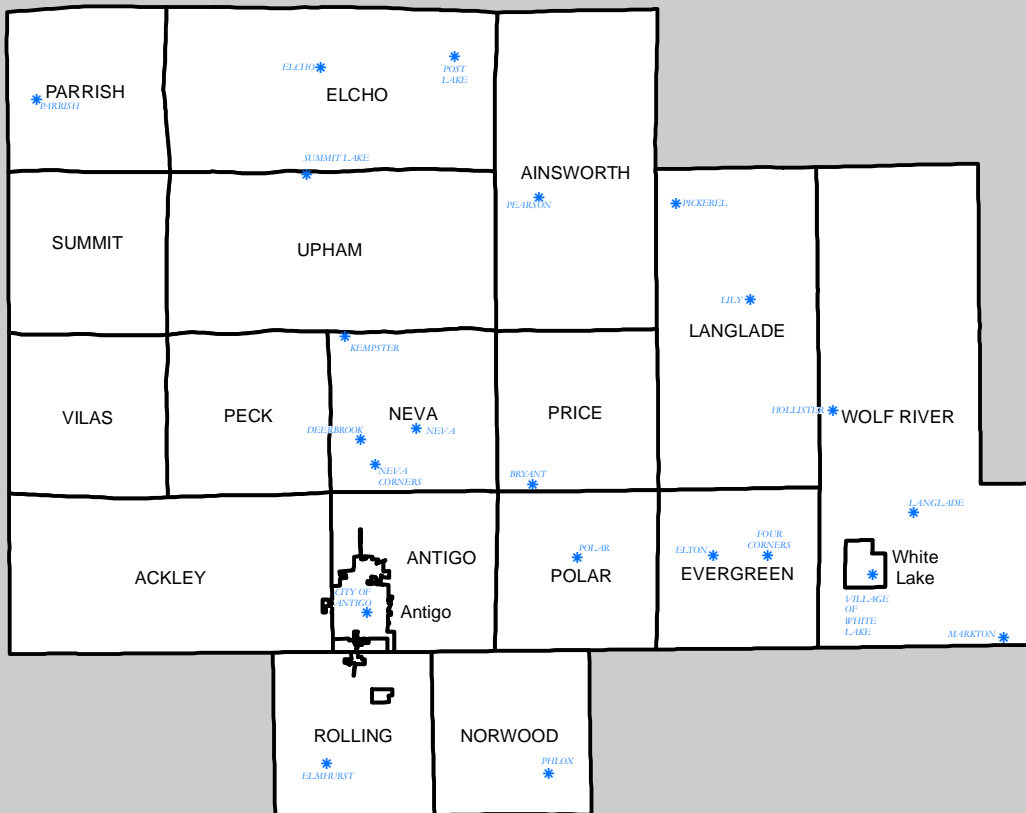 ELCHO
POST
LAKE
PARRISH
ELCHO
PARRISH
SUMMIT LAKE
AINSWORTH
PEARSON
PICKEREL
SUMMIT
UPHAM
LILY
LANGLADE
KEMPSTER
VILAS
PECK
NEVA
PRICE
HOLLISTER
WOLF RIVER
DEERBROOK
NEVA
NEVA
CORNERS
BRYANT
LANGLADE
ACKLEY
ANTIGO
POLAR
POLAR
ELTON
FOUR
CORNERS
EVERGREEN
White
Lake
CITY OF
ANTIGO
Antigo
VILLAGE
OF
WHITE
LAKE
MARKTON
ROLLING
NORWOOD
ELMHURST
PHLOX